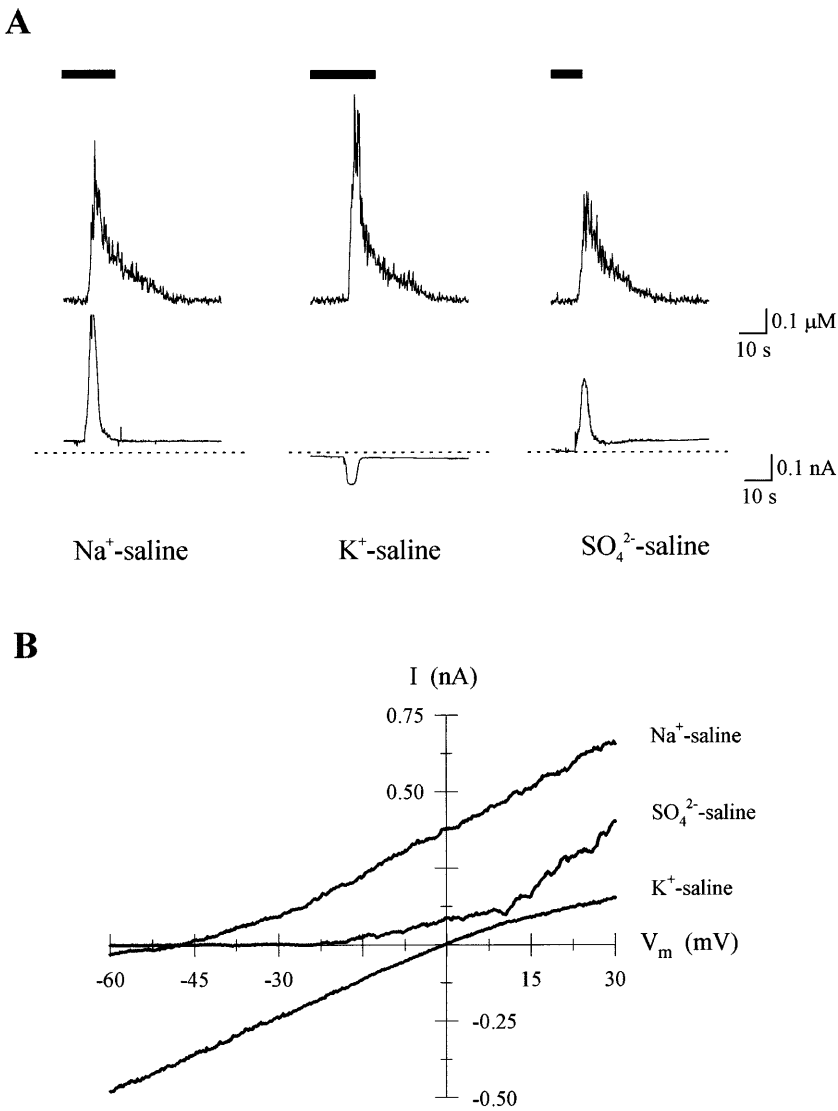 A
0.1 μM
10 s
0.1 nA
10 s
Na⁺-saline
K⁺-saline
SO₄²⁻-saline
B
I (nA)
0.75
Na⁺-saline
0.50
SO₄²⁻-saline
K⁺-saline
Vₘ (mV)
-60
-45
-30
15
30
-0.25
-0.50